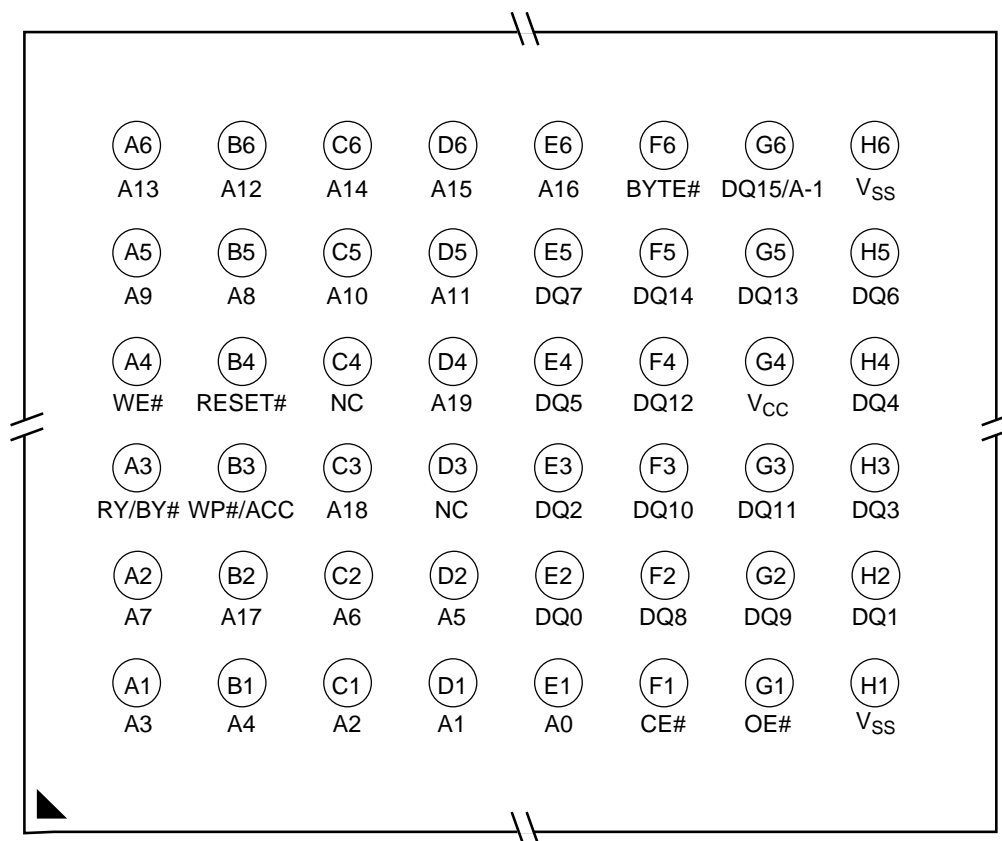 A6 B6 C6 D6 E6 F6 G6 H6
A13 A12 A14 A15 A16 BYTE# DQ15/A-1 VSS
A5 B5 C5 D5 E5 F5 G5 H5
A9 A8 A10 A11 DQ7 DQ14 DQ13 DQ6
A4 B4 C4 D4 E4 F4 G4 H4
WE# RESET# NC A19 DQ5 DQ12 VCC DQ4
A3 B3 C3 D3 E3 F3 G3 H3
RY/BY# WP#/ACC A18 NC DQ2 DQ10 DQ11 DQ3
A2 B2 C2 D2 E2 F2 G2 H2
A7 A17 A6 A5 DQ0 DQ8 DQ9 DQ1
A1 B1 C1 D1 E1 F1 G1 H1
A3 A4 A2 A1 A0 CE# OE# VSS